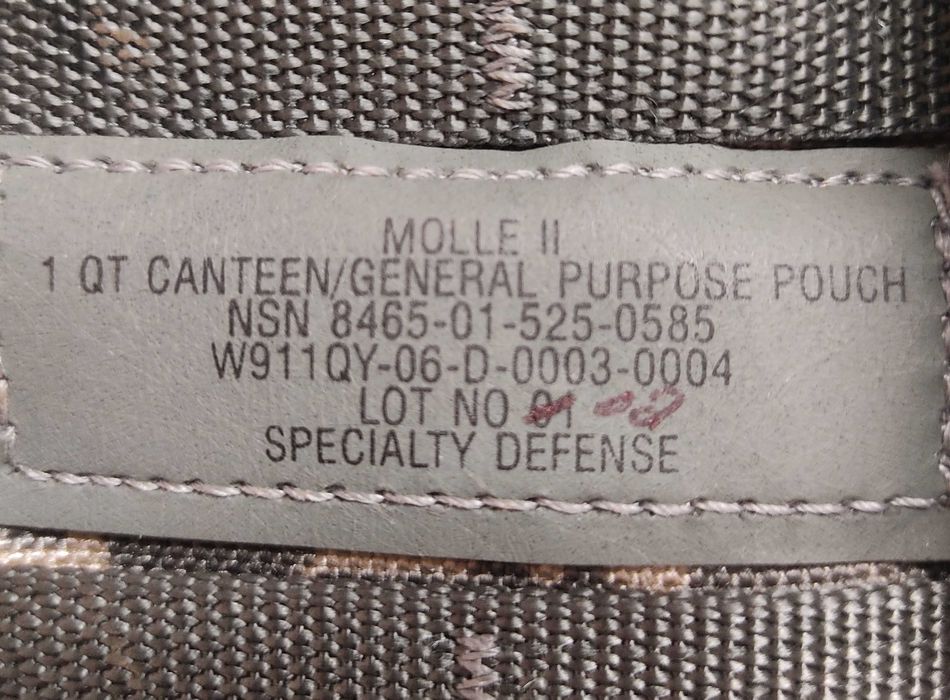 MOLLE II
1 QT CANTEEN/GENERAL PURPOSE POUCH
NSN 8465-01-525-0585
W911QY-06-D-0003-0004
LOT NO 01
SPECIALTY DEFENSE